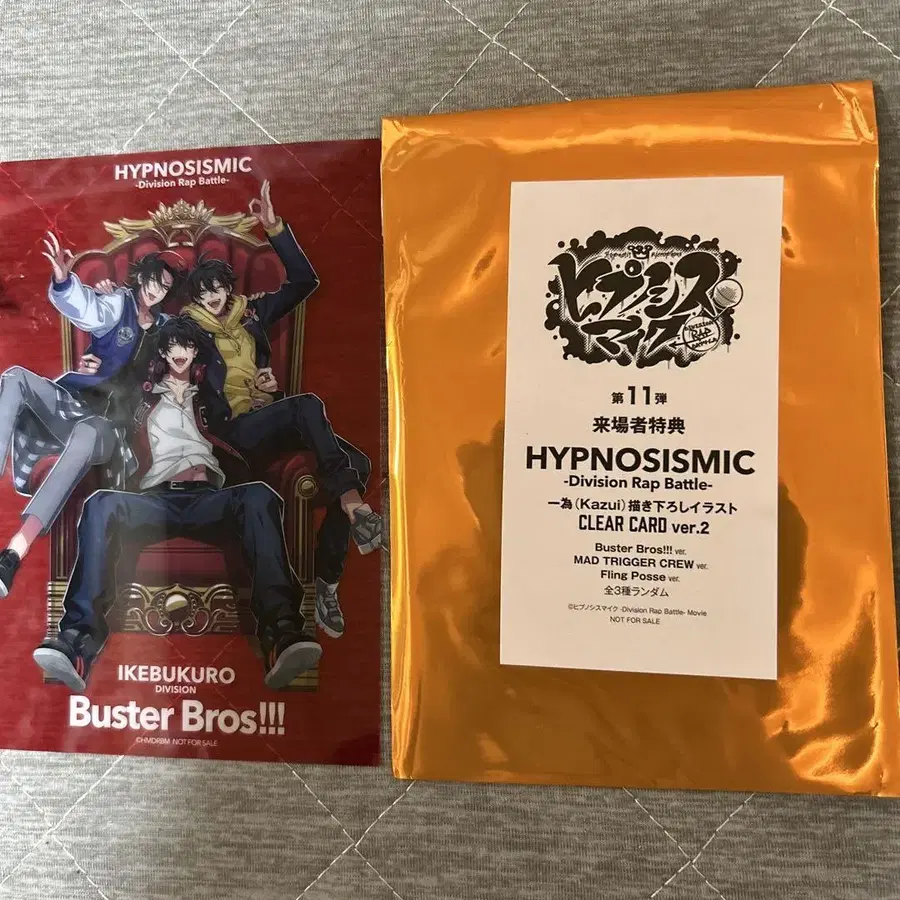 HYPNOSISMIC
-Division Rap Battle-
IKEBUKURO
DIVISION
Buster Bros!!!
©HMDRBM NOT FOR SALE
ヒプノシス
マイク
Division
RAP
BATTLE
第11弾
来場者特典
HYPNOSISMIC
-Division Rap Battle-
一為(Kazui)描き下ろしイラスト
CLEAR CARD ver.2
Buster Bros!!! ver.
MAD TRIGGER CREW ver.
Fling Posse ver.
全3種ランダム
©ヒプノシスマイク -Division Rap Battle- Movie
NOT FOR SALE